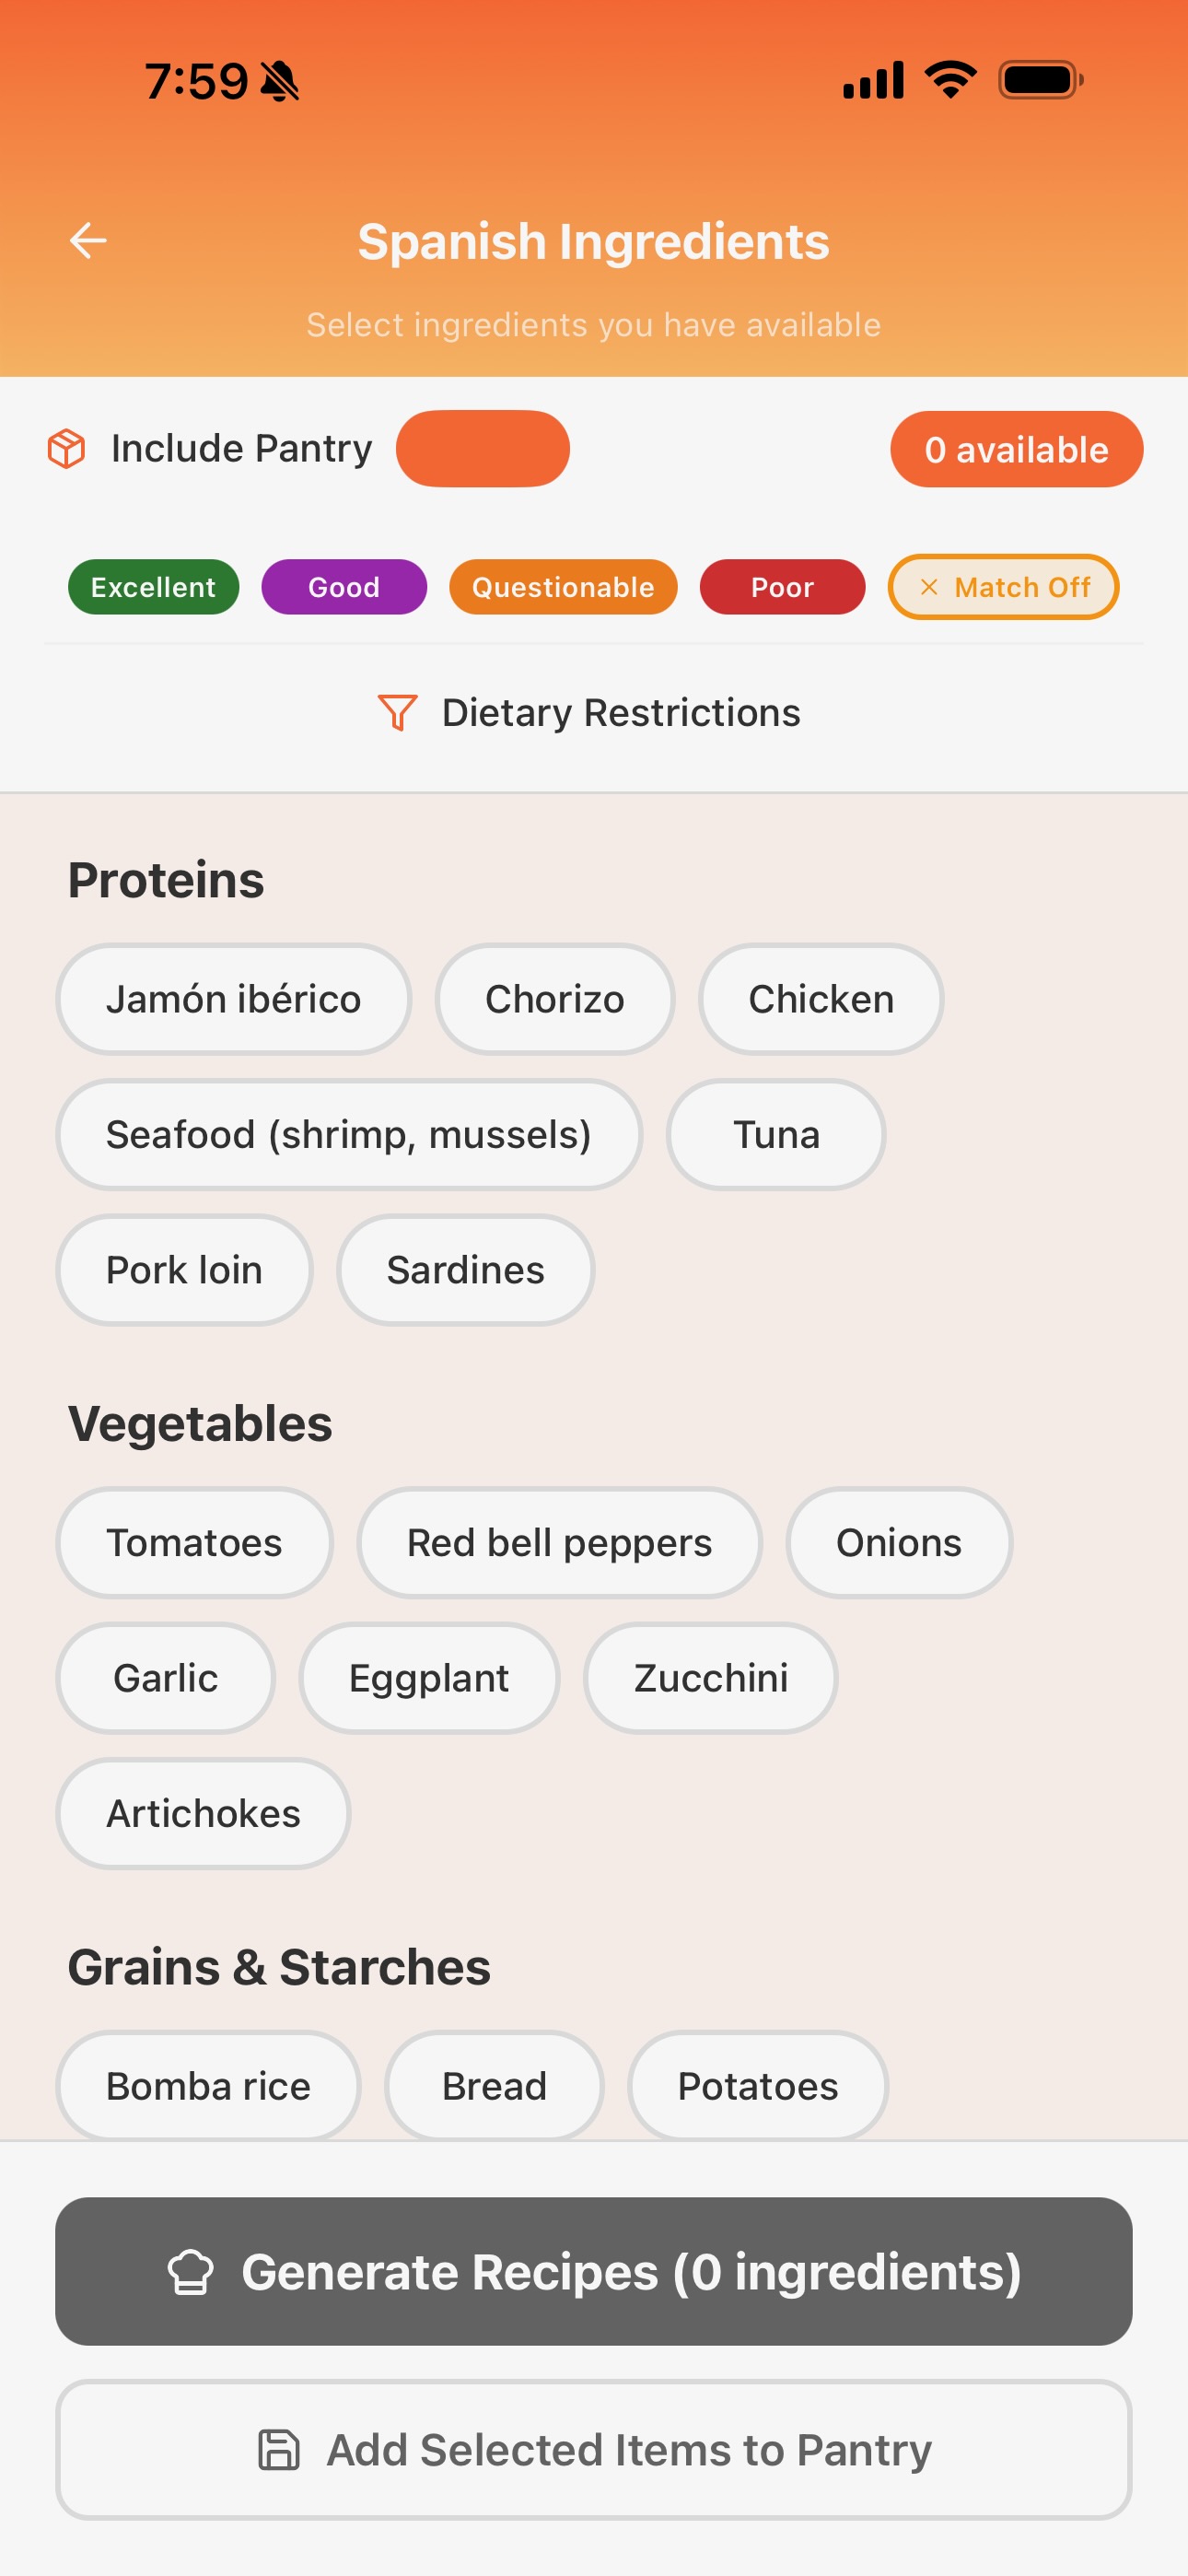 7:59
Spanish Ingredients
Select ingredients you have available
Include Pantry 0 available
Excellent Good Questionable Poor Match Off
Dietary Restrictions
Proteins
Jamón ibérico Chorizo Chicken
Seafood (shrimp, mussels) Tuna
Pork loin Sardines
Vegetables
Tomatoes Red bell peppers Onions
Garlic Eggplant Zucchini
Artichokes
Grains & Starches
Bomba rice Bread Potatoes
Generate Recipes (0 ingredients)
Add Selected Items to Pantry